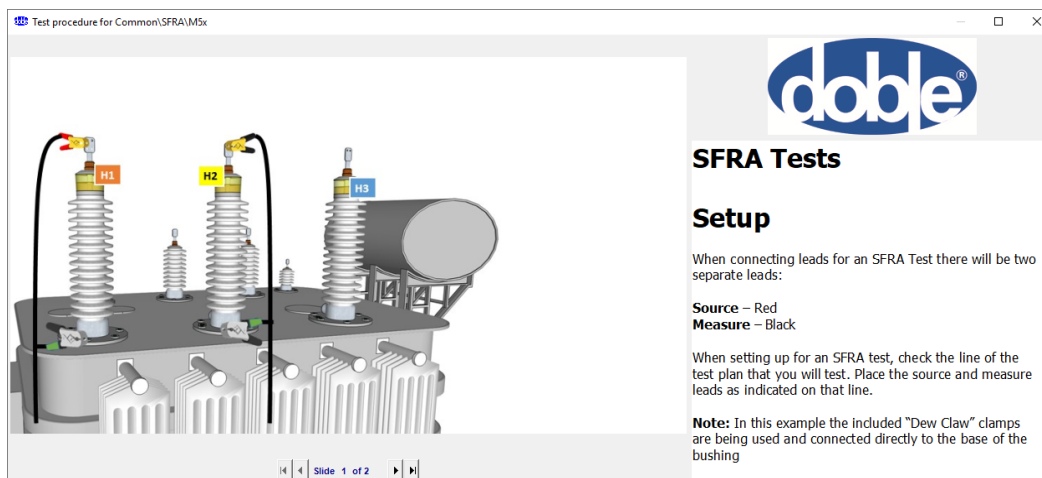 Test procedure for Common\SFRA\M5x
doble®
H1
H2
H3
SFRA Tests
Setup
When connecting leads for an SFRA Test there will be two
separate leads:
Source – Red
Measure – Black
When setting up for an SFRA test, check the line of the
test plan that you will test. Place the source and measure
leads as indicated on that line.
Note: In this example the included “Dew Claw” clamps
are being used and connected directly to the base of the
bushing
Slide 1 of 2